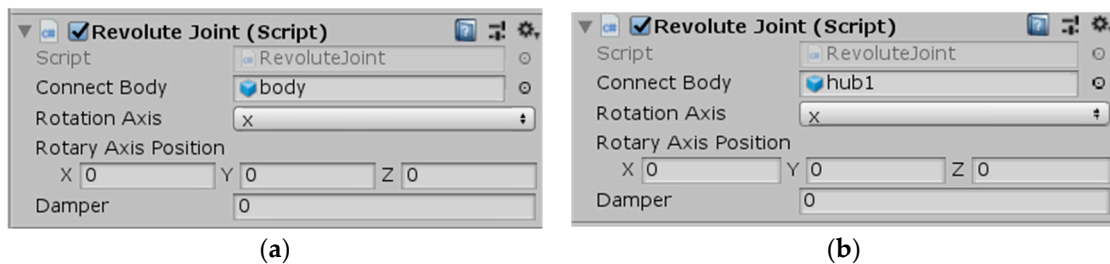 Revolute Joint (Script)
Script RevoluteJoint
Connect Body body
Rotation Axis X
Rotary Axis Position
X 0 Y 0 Z 0
Damper 0
(a)
Revolute Joint (Script)
Script RevoluteJoint
Connect Body hub1
Rotation Axis X
Rotary Axis Position
X 0 Y 0 Z 0
Damper 0
(b)